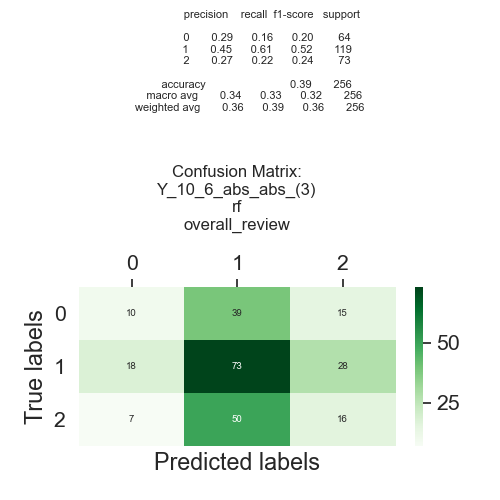 precision recall f1-score support
0 0.29 0.16 0.20 64
1 0.45 0.61 0.52 119
2 0.27 0.22 0.24 73
accuracy 0.39 256
macro avg 0.34 0.33 0.32 256
weighted avg 0.36 0.39 0.36 256
Confusion Matrix:
Y_10_6_abs_abs_(3)
rf
overall_review
0 1 2
0 10 39 15
1 18 73 28
2 7 50 16
50
25
True labels
Predicted labels